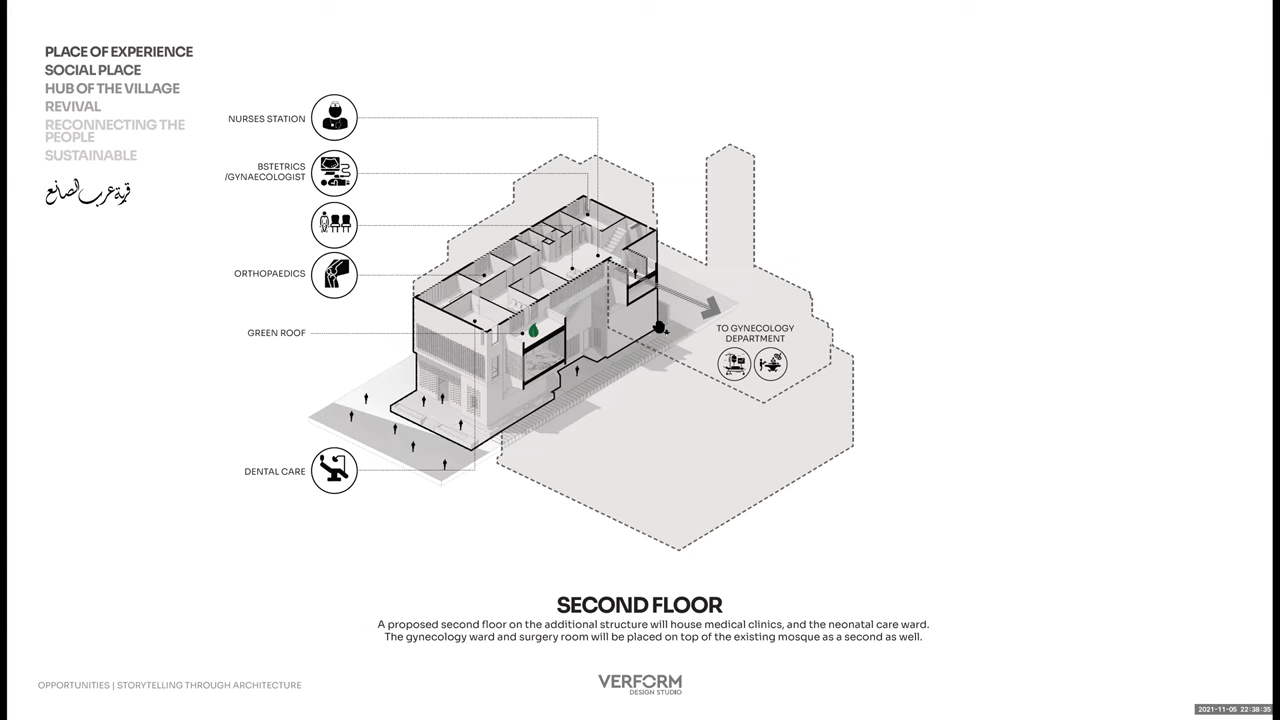 PLACE OF EXPERIENCE
SOCIAL PLACE
HUB OF THE VILLAGE
REVIVAL
RECONNECTING THE
PEOPLE
SUSTAINABLE
قرية عرب الصانع
NURSES STATION
BSTETRICS
/GYNAECOLOGIST
ORTHOPAEDICS
GREEN ROOF
DENTAL CARE
TO GYNECOLOGY
DEPARTMENT
SECOND FLOOR
A proposed second floor on the additional structure will house medical clinics, and the neonatal care ward.
The gynecology ward and surgery room will be placed on top of the existing mosque as a second as well.
OPPORTUNITIES | STORYTELLING THROUGH ARCHITECTURE
VERFORM
DESIGN STUDIO
2021-11-05 22:38:35